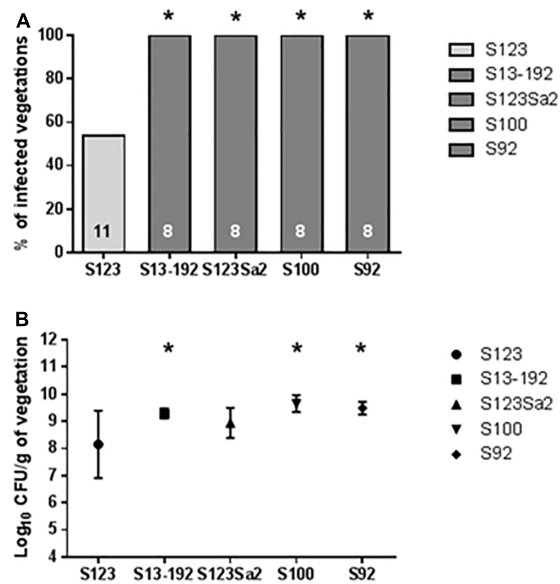 A
* * * *
% of infected vegetations
100
80
60
40
20
0
11 8 8 8 8
S123 S13-192 S123Sa2 S100 S92
S123
S13-192
S123Sa2
S100
S92
B
* * *
Log10 CFU/g of vegetation
12
11
10
9
8
7
6
5
4
S123 S13-192 S123Sa2 S100 S92
S123
S13-192
S123Sa2
S100
S92